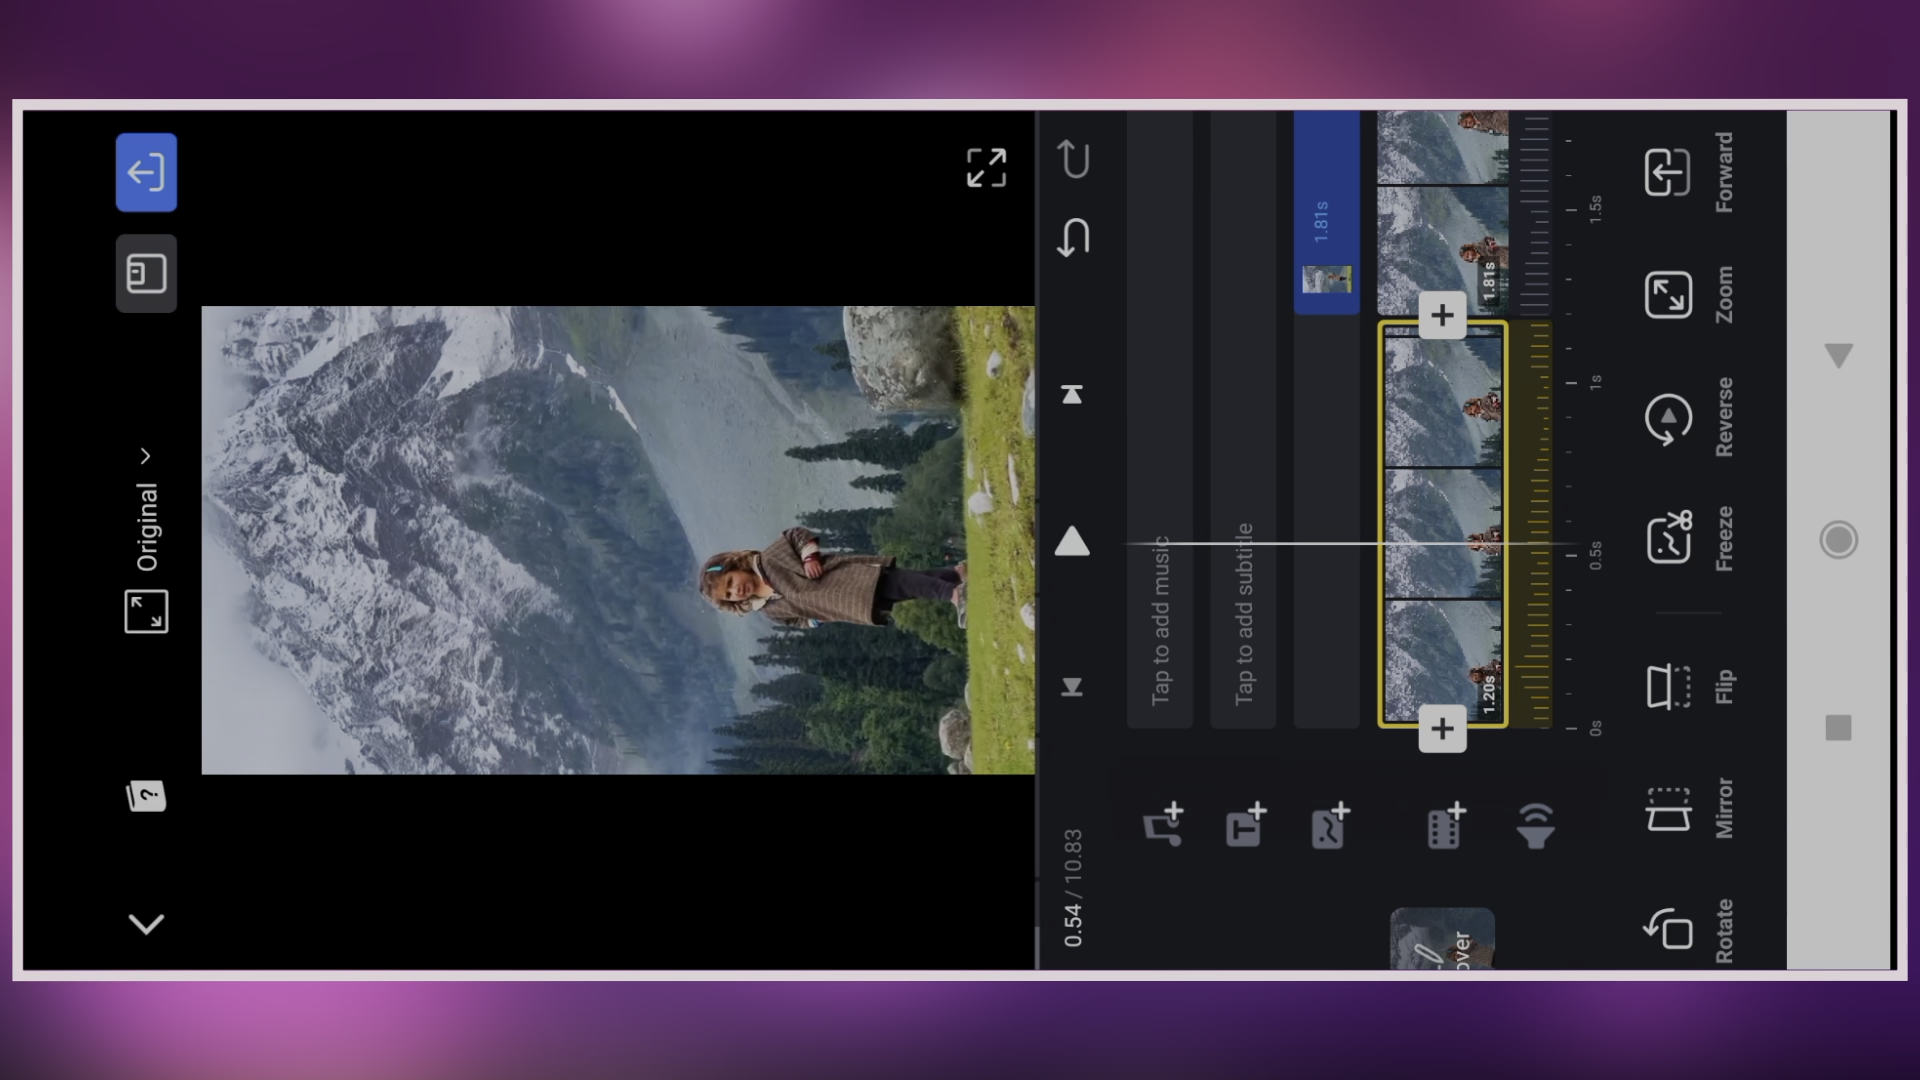 Original
?
0.54 / 10.83
Tap to add music
Tap to add subtitle
1.81s
1.20s
1.81s
over
0s
0.5s
1s
1.5s
Rotate
Mirror
Flip
Freeze
Reverse
Zoom
Forward